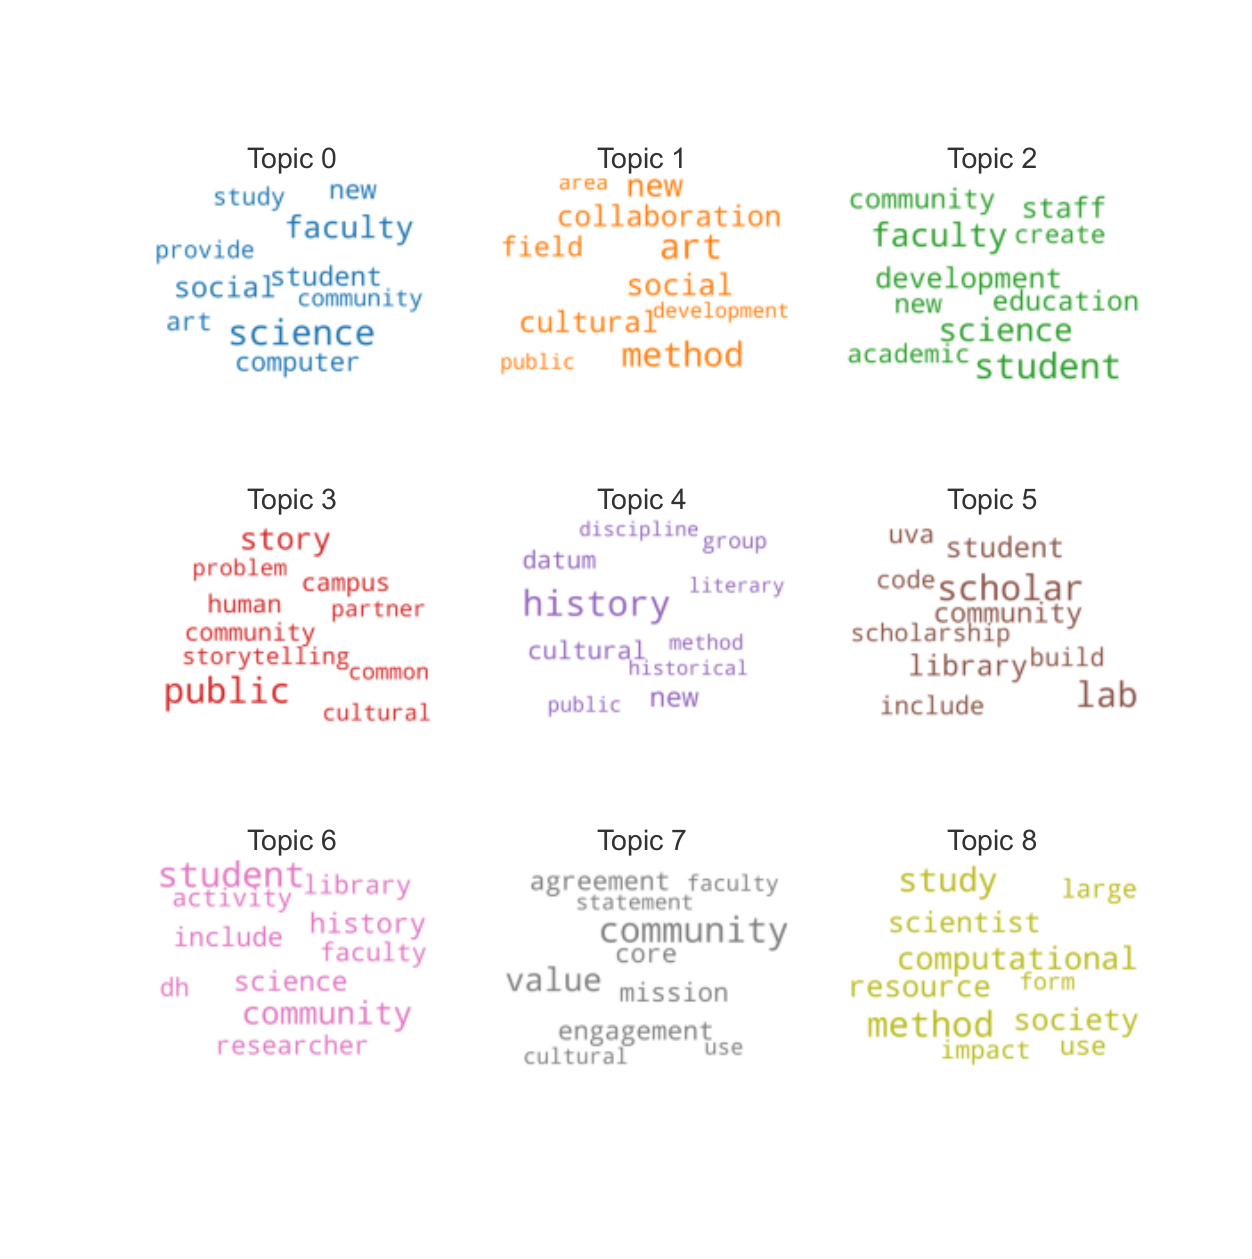 Topic 0
study new
faculty
provide
student
social
community
art
science
computer
Topic 1
area new
collaboration
field art
social
development
cultural
method
public
Topic 2
community staff
faculty create
development
new education
science
academic student
Topic 3
story
problem
campus
human partner
community
storytelling
common
public
cultural
Topic 4
discipline
group
datum
literary
history
method
cultural
historical
new
public
Topic 5
uva student
code scholar
community
scholarship
library build
lab
include
Topic 6
student library
activity
history
include
faculty
dh science
community
researcher
Topic 7
agreement faculty
statement
community
core
value mission
engagement
use
cultural
Topic 8
study large
scientist
computational
resource form
method society
impact use